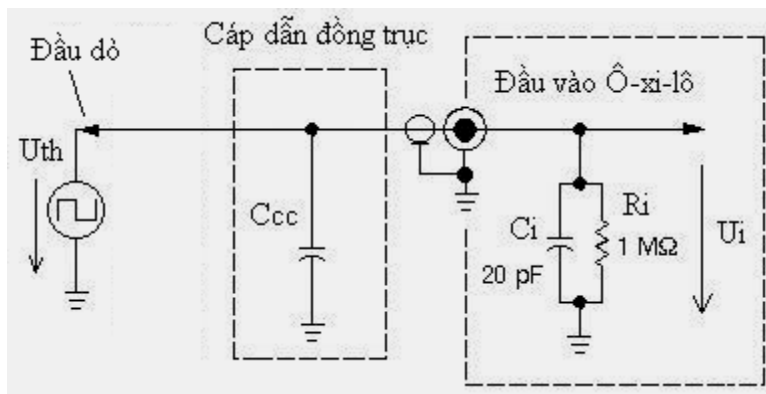 Cáp dẫn đồng trục
Đầu dò
Đầu vào Ô-xi-lô
Uth
Ccc
Ci
Ri
20 pF
1 MΩ
Ui